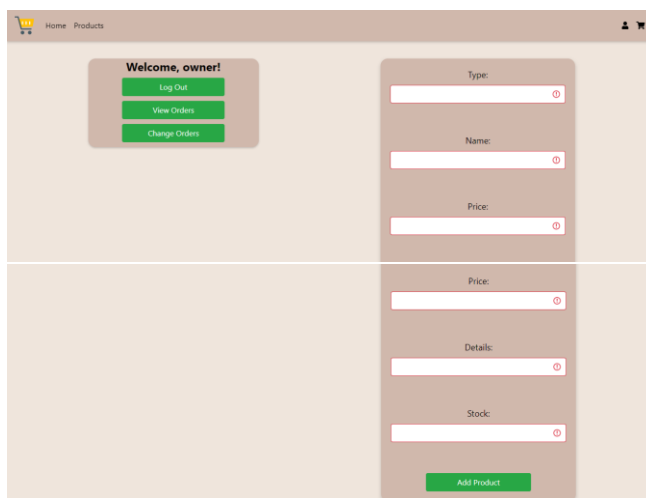 Home Products
Welcome, owner!
Log Out
View Orders
Change Orders
Type:
Name:
Price:
Price:
Details:
Stock:
Add Product